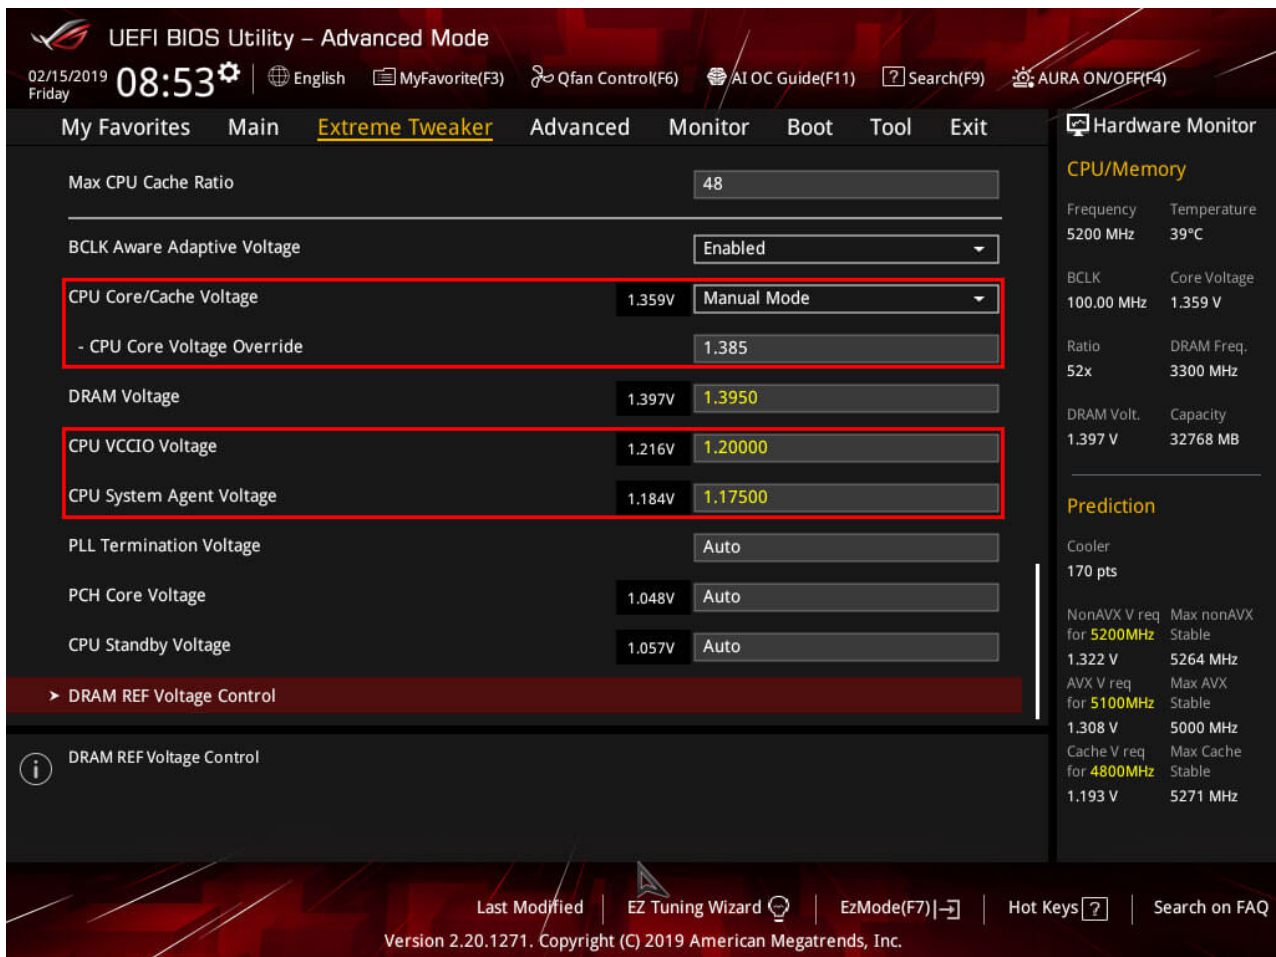 UEFI BIOS Utility – Advanced Mode
02/15/2019
Friday
08:53
English
MyFavorite(F3)
Qfan Control(F6)
AI OC Guide(F11)
? Search(F9)
AURA ON/OFF(F4)
My Favorites Main Extreme Tweaker Advanced Monitor Boot Tool Exit
Max CPU Cache Ratio 48
BCLK Aware Adaptive Voltage Enabled
CPU Core/Cache Voltage 1.359V Manual Mode
- CPU Core Voltage Override 1.385
DRAM Voltage 1.397V 1.3950
CPU VCCIO Voltage 1.216V 1.20000
CPU System Agent Voltage 1.184V 1.17500
PLL Termination Voltage Auto
PCH Core Voltage 1.048V Auto
CPU Standby Voltage 1.057V Auto
DRAM REF Voltage Control
i DRAM REF Voltage Control
Hardware Monitor
CPU/Memory
Frequency Temperature
5200 MHz 39°C
BCLK Core Voltage
100.00 MHz 1.359 V
Ratio DRAM Freq.
52x 3300 MHz
DRAM Volt. Capacity
1.397 V 32768 MB
Prediction
Cooler
170 pts
NonAVX V req Max nonAVX
for 5200MHz Stable
1.322 V 5264 MHz
AVX V req Max AVX
for 5100MHz Stable
1.308 V 5000 MHz
Cache V req Max Cache
for 4800MHz Stable
1.193 V 5271 MHz
Last Modified EZ Tuning Wizard EzMode(F7) Hot Keys ? Search on FAQ
Version 2.20.1271. Copyright (C) 2019 American Megatrends, Inc.